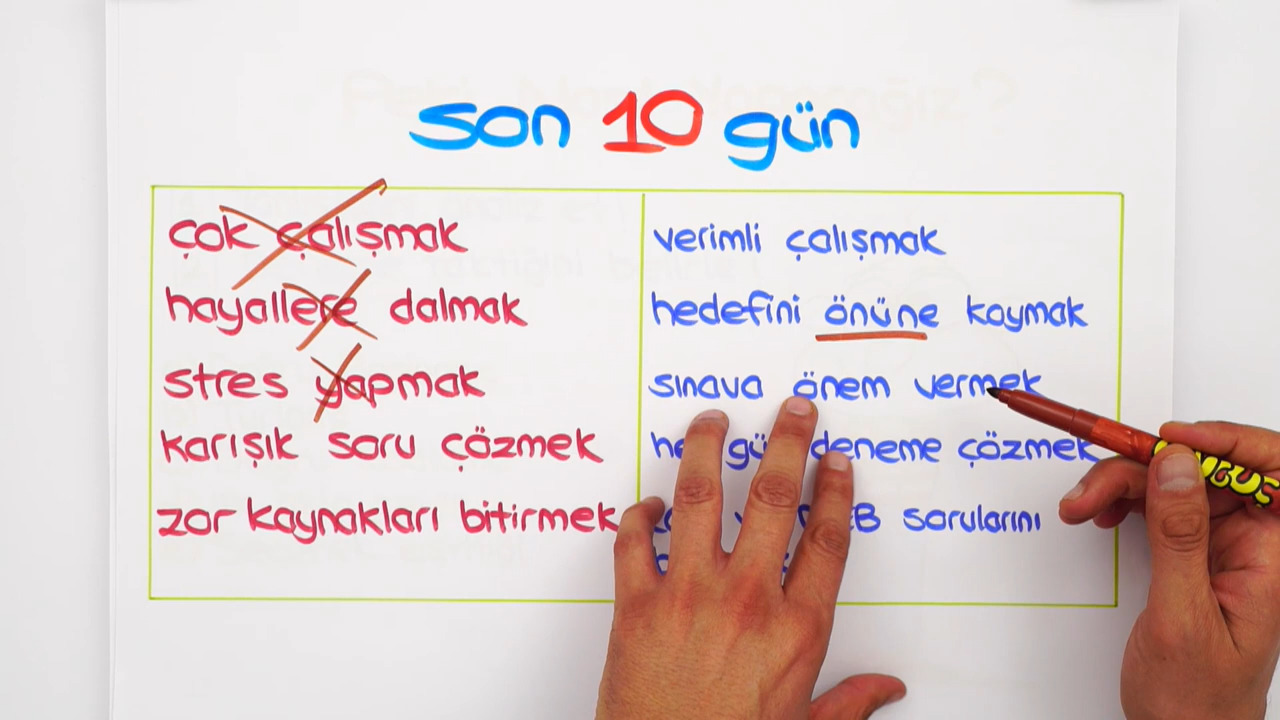 son 10 gün
çok çalışmak
hayallere dalmak
stres yapmak
karışık soru çözmek
zor kaynakları bitirmek
verimli çalışmak
hedefini önüne koymak
sınava önem vermek
deneme çözmek
sorularını